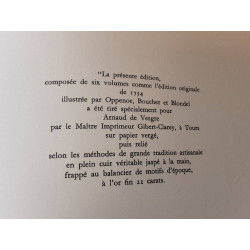 "La présente édition,
composée de six volumes comme l'édition originale
de 1734
illustrée par Oppenor, Boucher et Blondel
a été tiré spécialement pour
Arnaud de Vergre
par le Maître Imprimeur Gibert-Clarey, à Tours
sur papier vergé,
puis relié
selon les méthodes de grande tradition artisanale
en plein cuir véritable jaspé à la main,
frappé au balancier de motifs d'époque,
à l'or fin 22 carats.